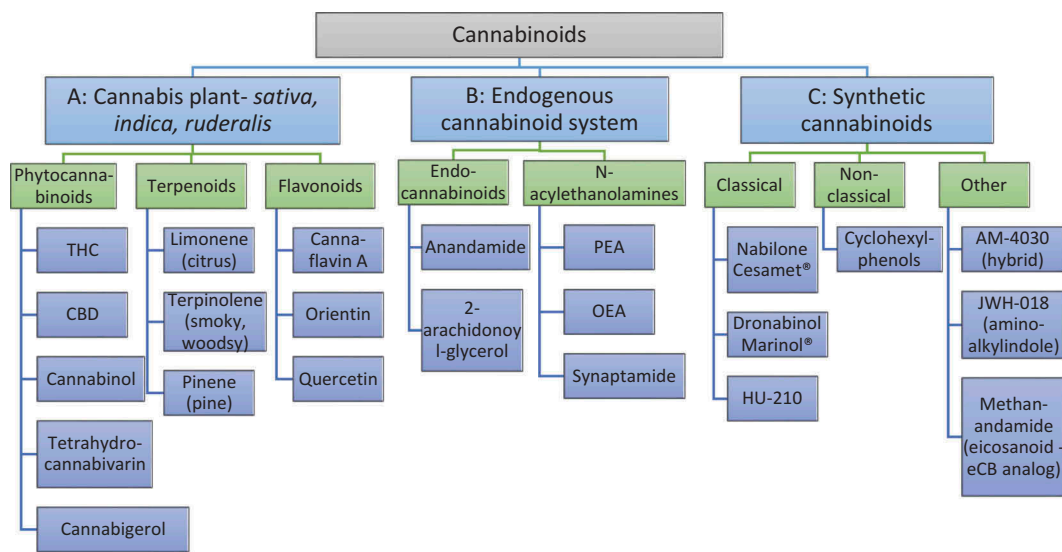 Cannabinoids
A: Cannabis plant- sativa,
indica, ruderalis
B: Endogenous
cannabinoid system
C: Synthetic
cannabinoids
Phytocanna-
binoids
Terpenoids
Flavonoids
Endo-
cannabinoids
N-
acylethanolamines
Classical
Non-
classical
Other
THC
CBD
Cannabinol
Tetrahydro-
cannabivarin
Cannabigerol
Limonene
(citrus)
Terpinolene
(smoky,
woodsy)
Pinene
(pine)
Canna-
flavin A
Orientin
Quercetin
Anandamide
2-
arachidonoy
l-glycerol
PEA
OEA
Synaptamide
Nabilone
Cesamet®
Dronabinol
Marinol®
HU-210
Cyclohexyl-
phenols
AM-4030
(hybrid)
JWH-018
(amino-
alkylindole)
Methan-
andamide
(eicosanoid -
eCB analog)